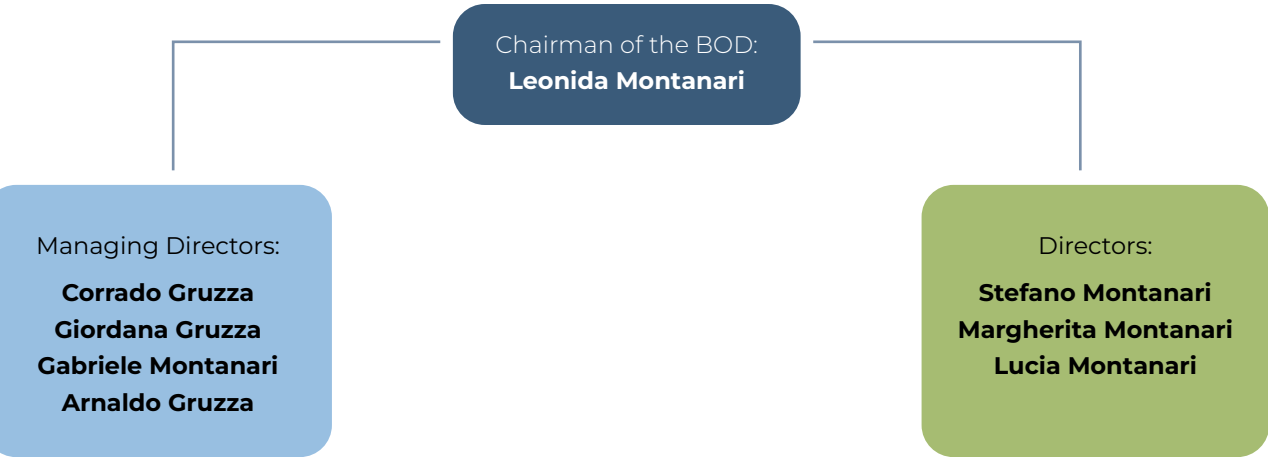 Chairman of the BOD:
Leonida Montanari
Managing Directors:
Corrado Gruzza
Giordana Gruzza
Gabriele Montanari
Arnaldo Gruzza
Directors:
Stefano Montanari
Margherita Montanari
Lucia Montanari